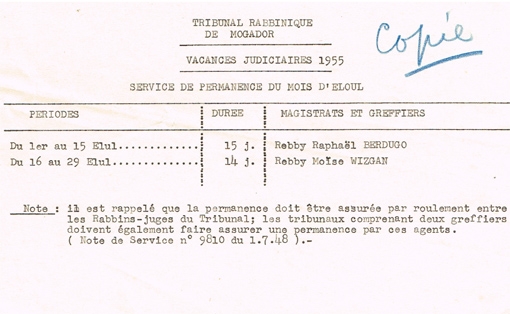 TRIBUNAL RABBINIQUE
DE MOGADOR
Copie
VACANCES JUDICIAIRES 1955
SERVICE DE PERMANENCE DU MOIS D'ELOUL
PERIODES DUREE MAGISTRATS ET GREFFIERS
Du 1er au 15 Elul............. 15 j. Rebby Raphaël BERDUGO
Du 16 au 29 Elul.............. 14 j. Rebby Moïse WIZGAN
Note : il est rappelé que la permanence doit être assurée par roulement entre
les Rabbins-juges du Tribunal; les tribunaux comprenant deux greffiers
doivent également faire assurer une permanence par ces agents.
( Note de Service n° 9810 du 1.7.48 ).-